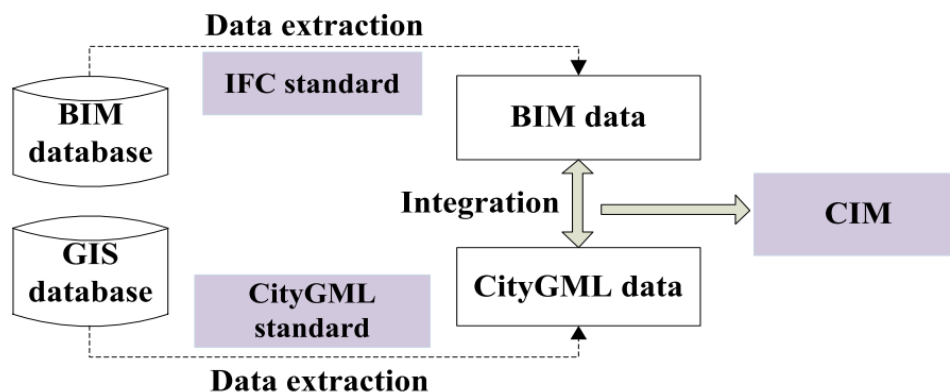 Data extraction
IFC standard
BIM
database
BIM data
Integration
CIM
GIS
database
CityGML
standard
CityGML data
Data extraction